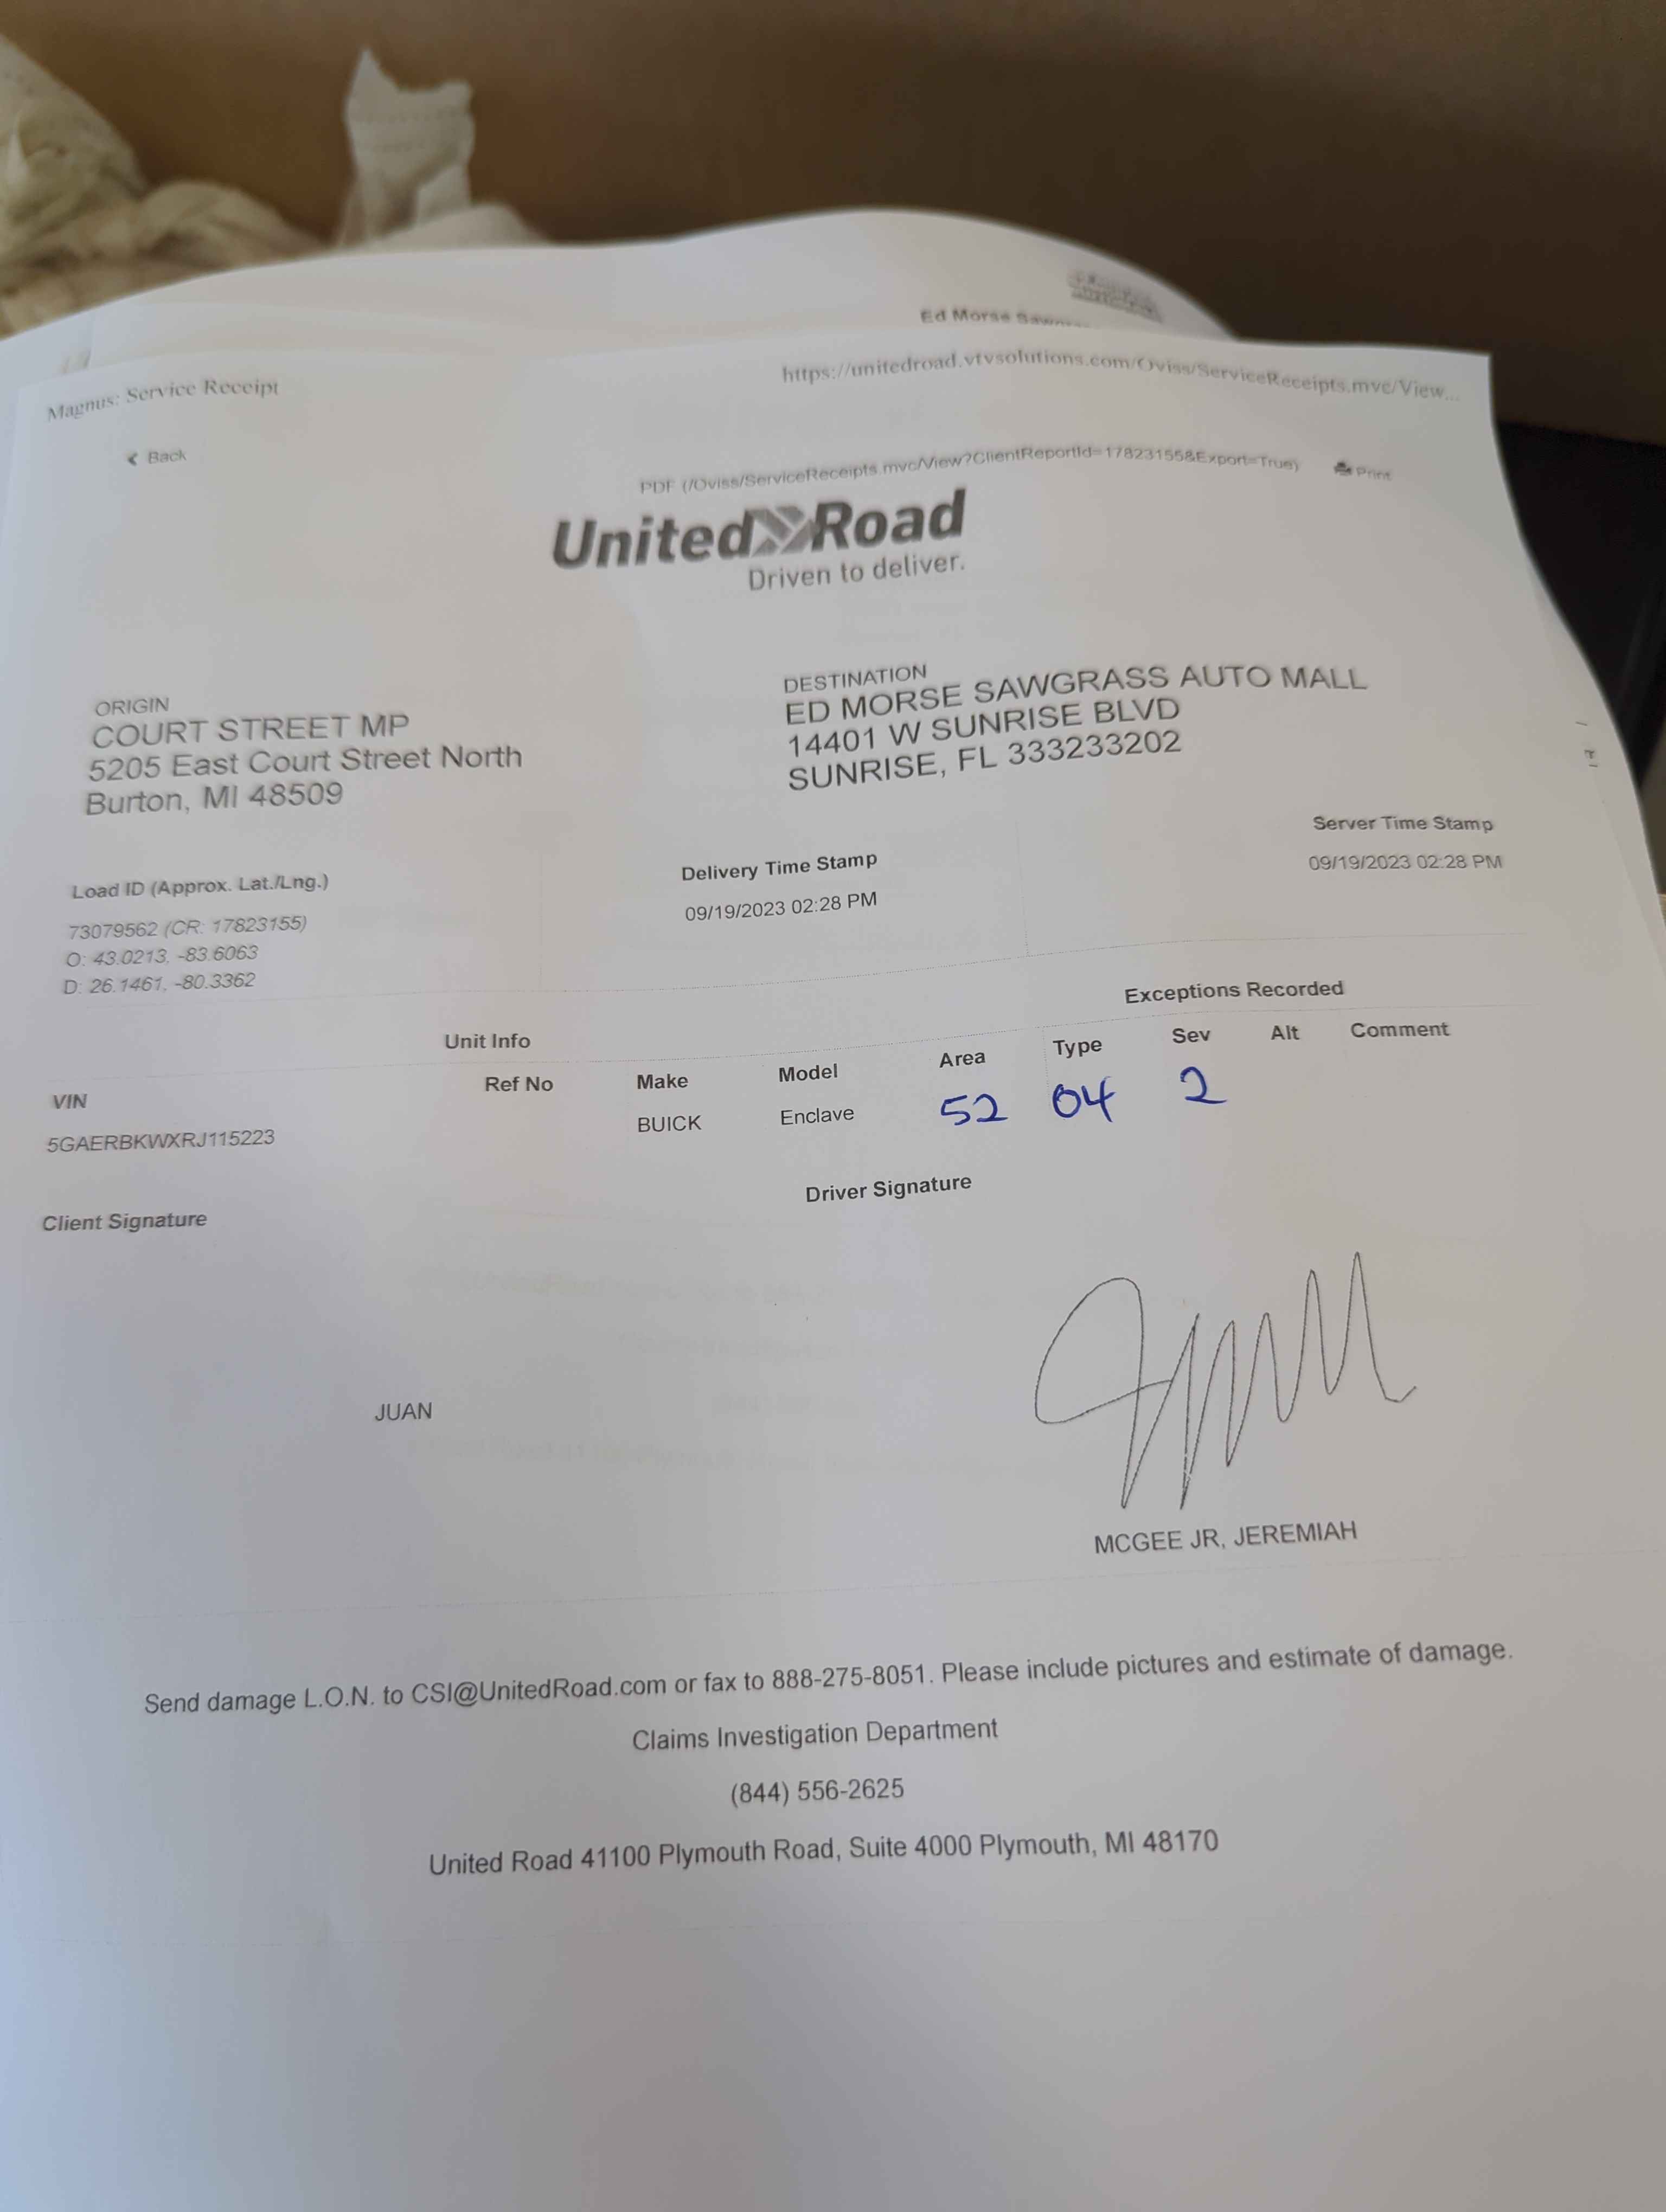 Ed Morse
Magnus: Service Receipt
https://unitedroad.vtvsolutions.com/Oviss/ServiceReceipts.mvc/View...
Back
PDF (/Oviss/ServiceReceipts.mvc/View?ClientReportId=17823155&Export=True)
Print
United Road
Driven to deliver.
ORIGIN
COURT STREET MP
5205 East Court Street North
Burton, MI 48509
DESTINATION
ED MORSE SAWGRASS AUTO MALL
14401 W SUNRISE BLVD
SUNRISE, FL 333233202
Load ID (Approx. Lat./Lng.)
73079562 (CR: 17823155)
O: 43.0213, -83.6063
D: 26.1461, -80.3362
Delivery Time Stamp
09/19/2023 02:28 PM
Server Time Stamp
09/19/2023 02:28 PM
Unit Info
Exceptions Recorded
VIN Ref No Make Model Area Type Sev Alt Comment
5GAERBKWXRJ115223 BUICK Enclave 52 04 2
Client Signature
Driver Signature
JUAN
MCGEE JR, JEREMIAH
Send damage L.O.N. to CSI@UnitedRoad.com or fax to 888-275-8051. Please include pictures and estimate of damage.
Claims Investigation Department
(844) 556-2625
United Road 41100 Plymouth Road, Suite 4000 Plymouth, MI 48170